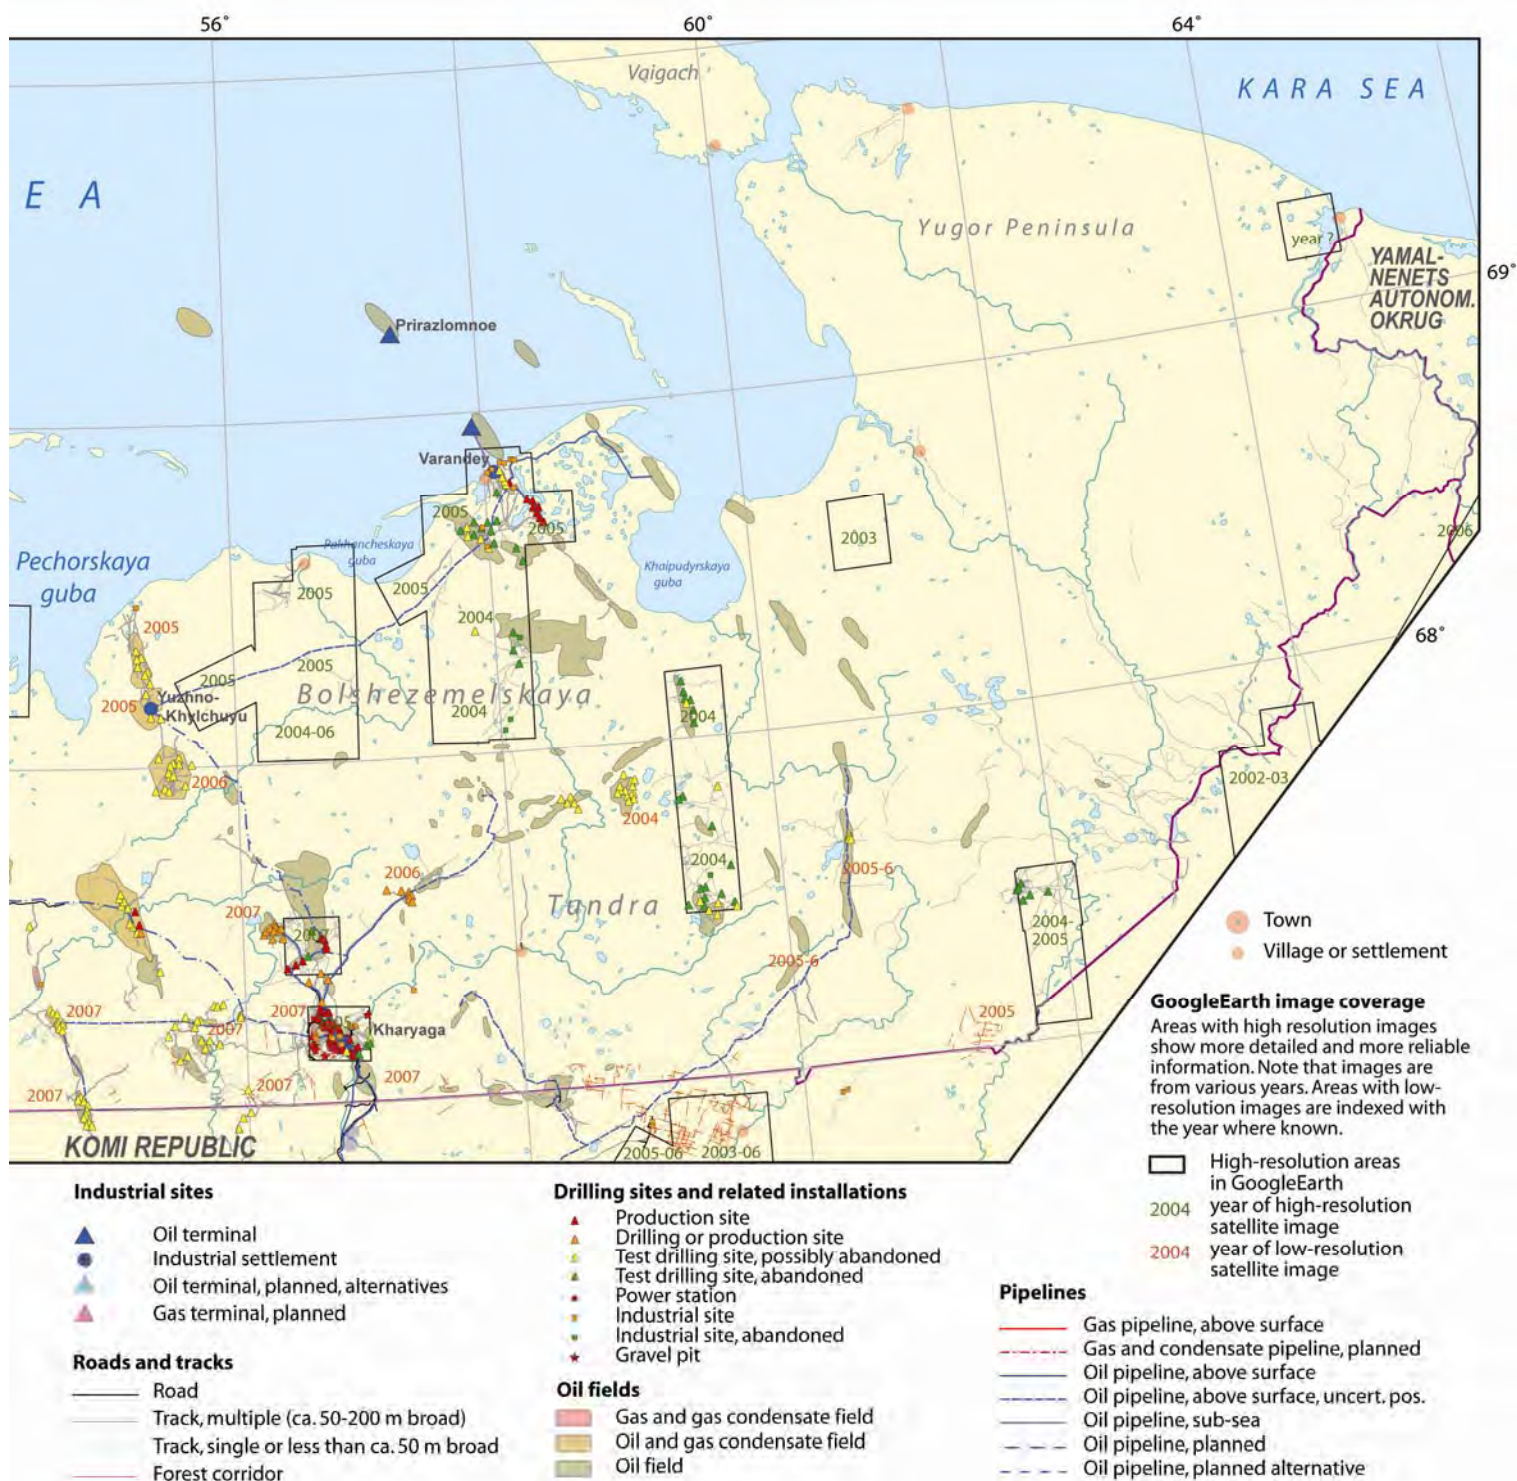 56°
60°
64°
Vaigach
KARA SEA
E A
Yugor Peninsula
year ?
YAMAL-
NENETS
AUTONOM.
OKRUG
69°
Prirazlomnoe
Varandey
2005
2005
2003
2006
Pechorskaya
guba
Pakhancheskaya
guba
Khaipudyrskaya
guba
2005
2005
2004
2005
68°
2005
2005
2005
Yuzhno-
Khylchuyu
Bolshezemelskaya
2004
2004
2004-06
2006
2002-03
2004
2004
2006
2005-6
Tundra
2007
2007
2004-
2005
2005-6
2007
2007
2005
Kharyaga
2007
2007
2007
KOMI REPUBLIC
2005-06
2003-06
Town
Village or settlement
GoogleEarth image coverage
Areas with high resolution images
show more detailed and more reliable
information. Note that images are
from various years. Areas with low-
resolution images are indexed with
the year where known.
High-resolution areas
in GoogleEarth
2004 year of high-resolution
satellite image
2004 year of low-resolution
satellite image
Industrial sites
Oil terminal
Industrial settlement
Oil terminal, planned, alternatives
Gas terminal, planned
Roads and tracks
Road
Track, multiple (ca. 50-200 m broad)
Track, single or less than ca. 50 m broad
Forest corridor
Drilling sites and related installations
Production site
Drilling or production site
Test drilling site, possibly abandoned
Test drilling site, abandoned
Power station
Industrial site
Industrial site, abandoned
Gravel pit
Oil fields
Gas and gas condensate field
Oil and gas condensate field
Oil field
Pipelines
Gas pipeline, above surface
Gas and condensate pipeline, planned
Oil pipeline, above surface
Oil pipeline, above surface, uncert. pos.
Oil pipeline, sub-sea
Oil pipeline, planned
Oil pipeline, planned alternative